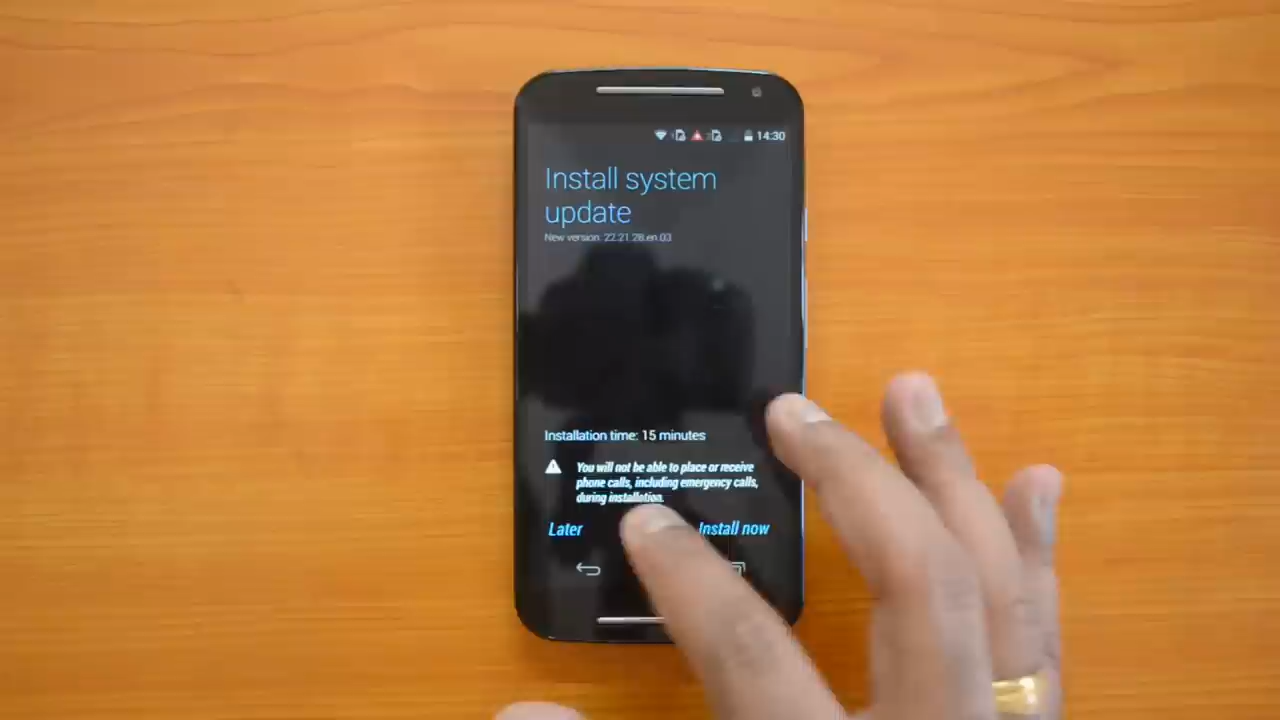 14:30
Install system
update
New version: 22.21.28.en.03
Installation time: 15 minutes
You will not be able to place or receive
phone calls, including emergency calls,
during installation.
Later Install now